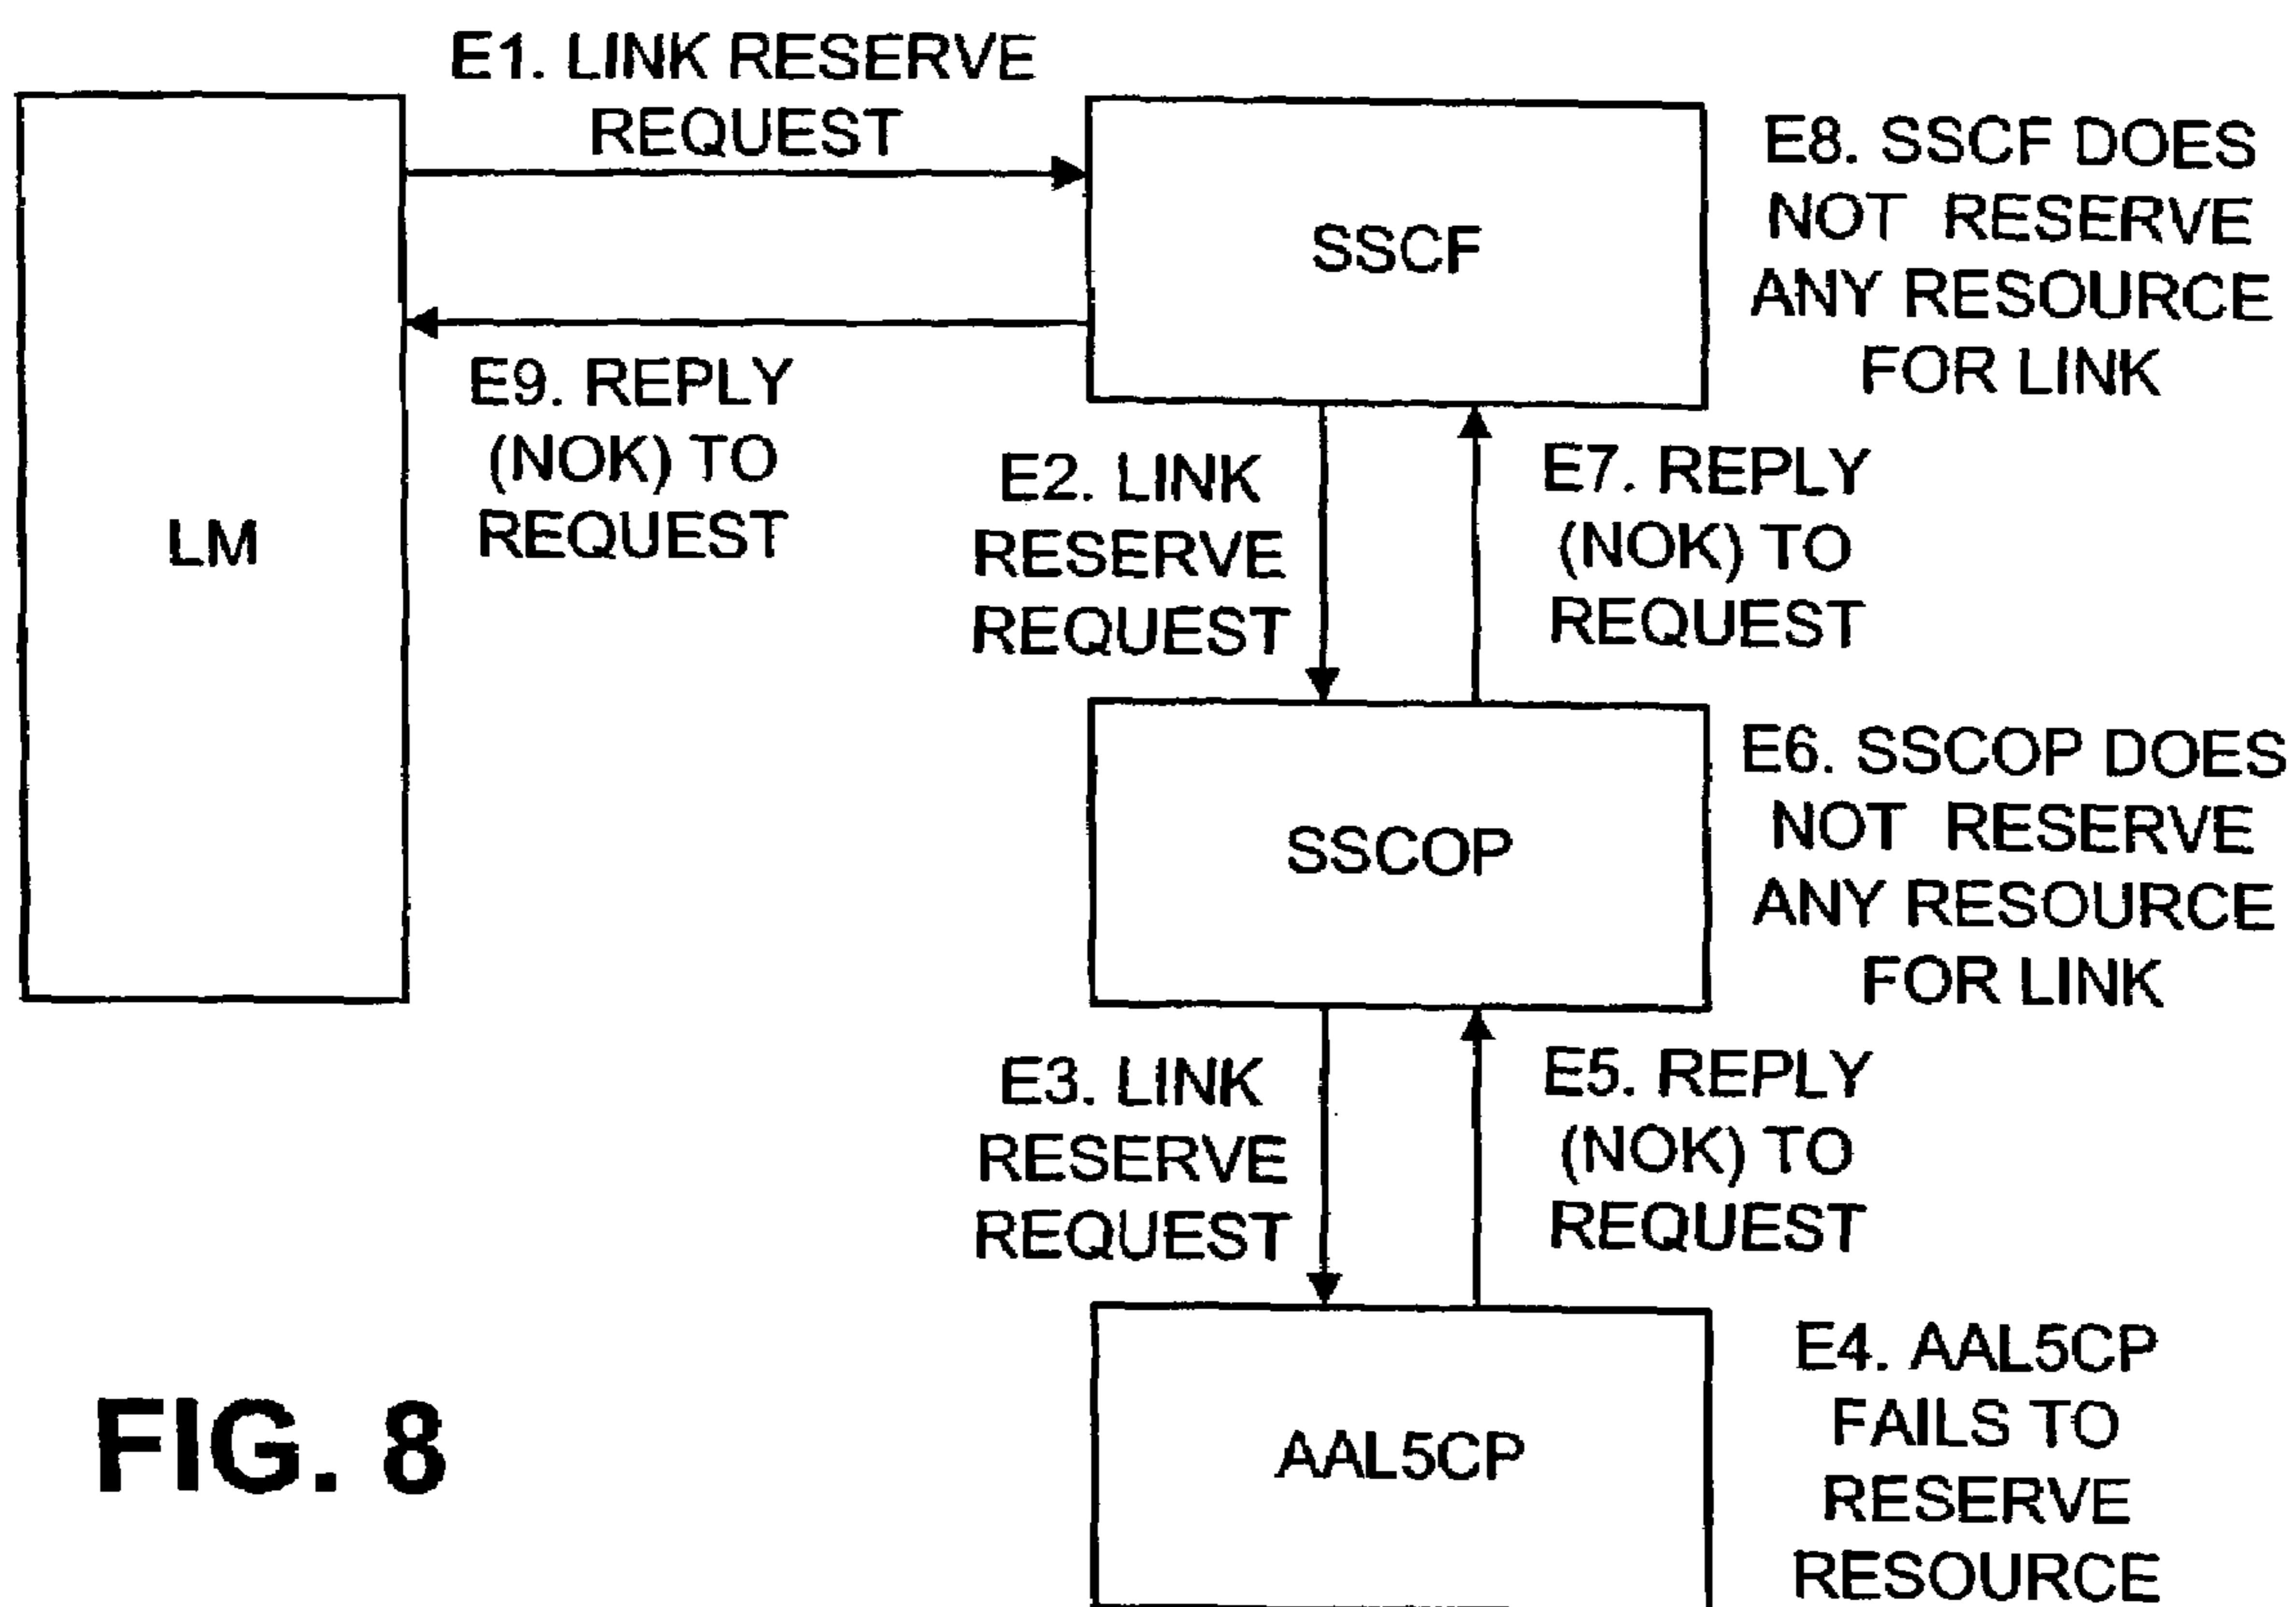 E1. LINK RESERVE
REQUEST
LM
SSCF
E8. SSCF DOES
NOT RESERVE
ANY RESOURCE
FOR LINK
E9. REPLY
(NOK) TO
REQUEST
E2. LINK
RESERVE
REQUEST
E7. REPLY
(NOK) TO
REQUEST
SSCOP
E6. SSCOP DOES
NOT RESERVE
ANY RESOURCE
FOR LINK
E3. LINK
RESERVE
REQUEST
E5. REPLY
(NOK) TO
REQUEST
AAL5CP
E4. AAL5CP
FAILS TO
RESERVE
RESOURCE
FIG. 8